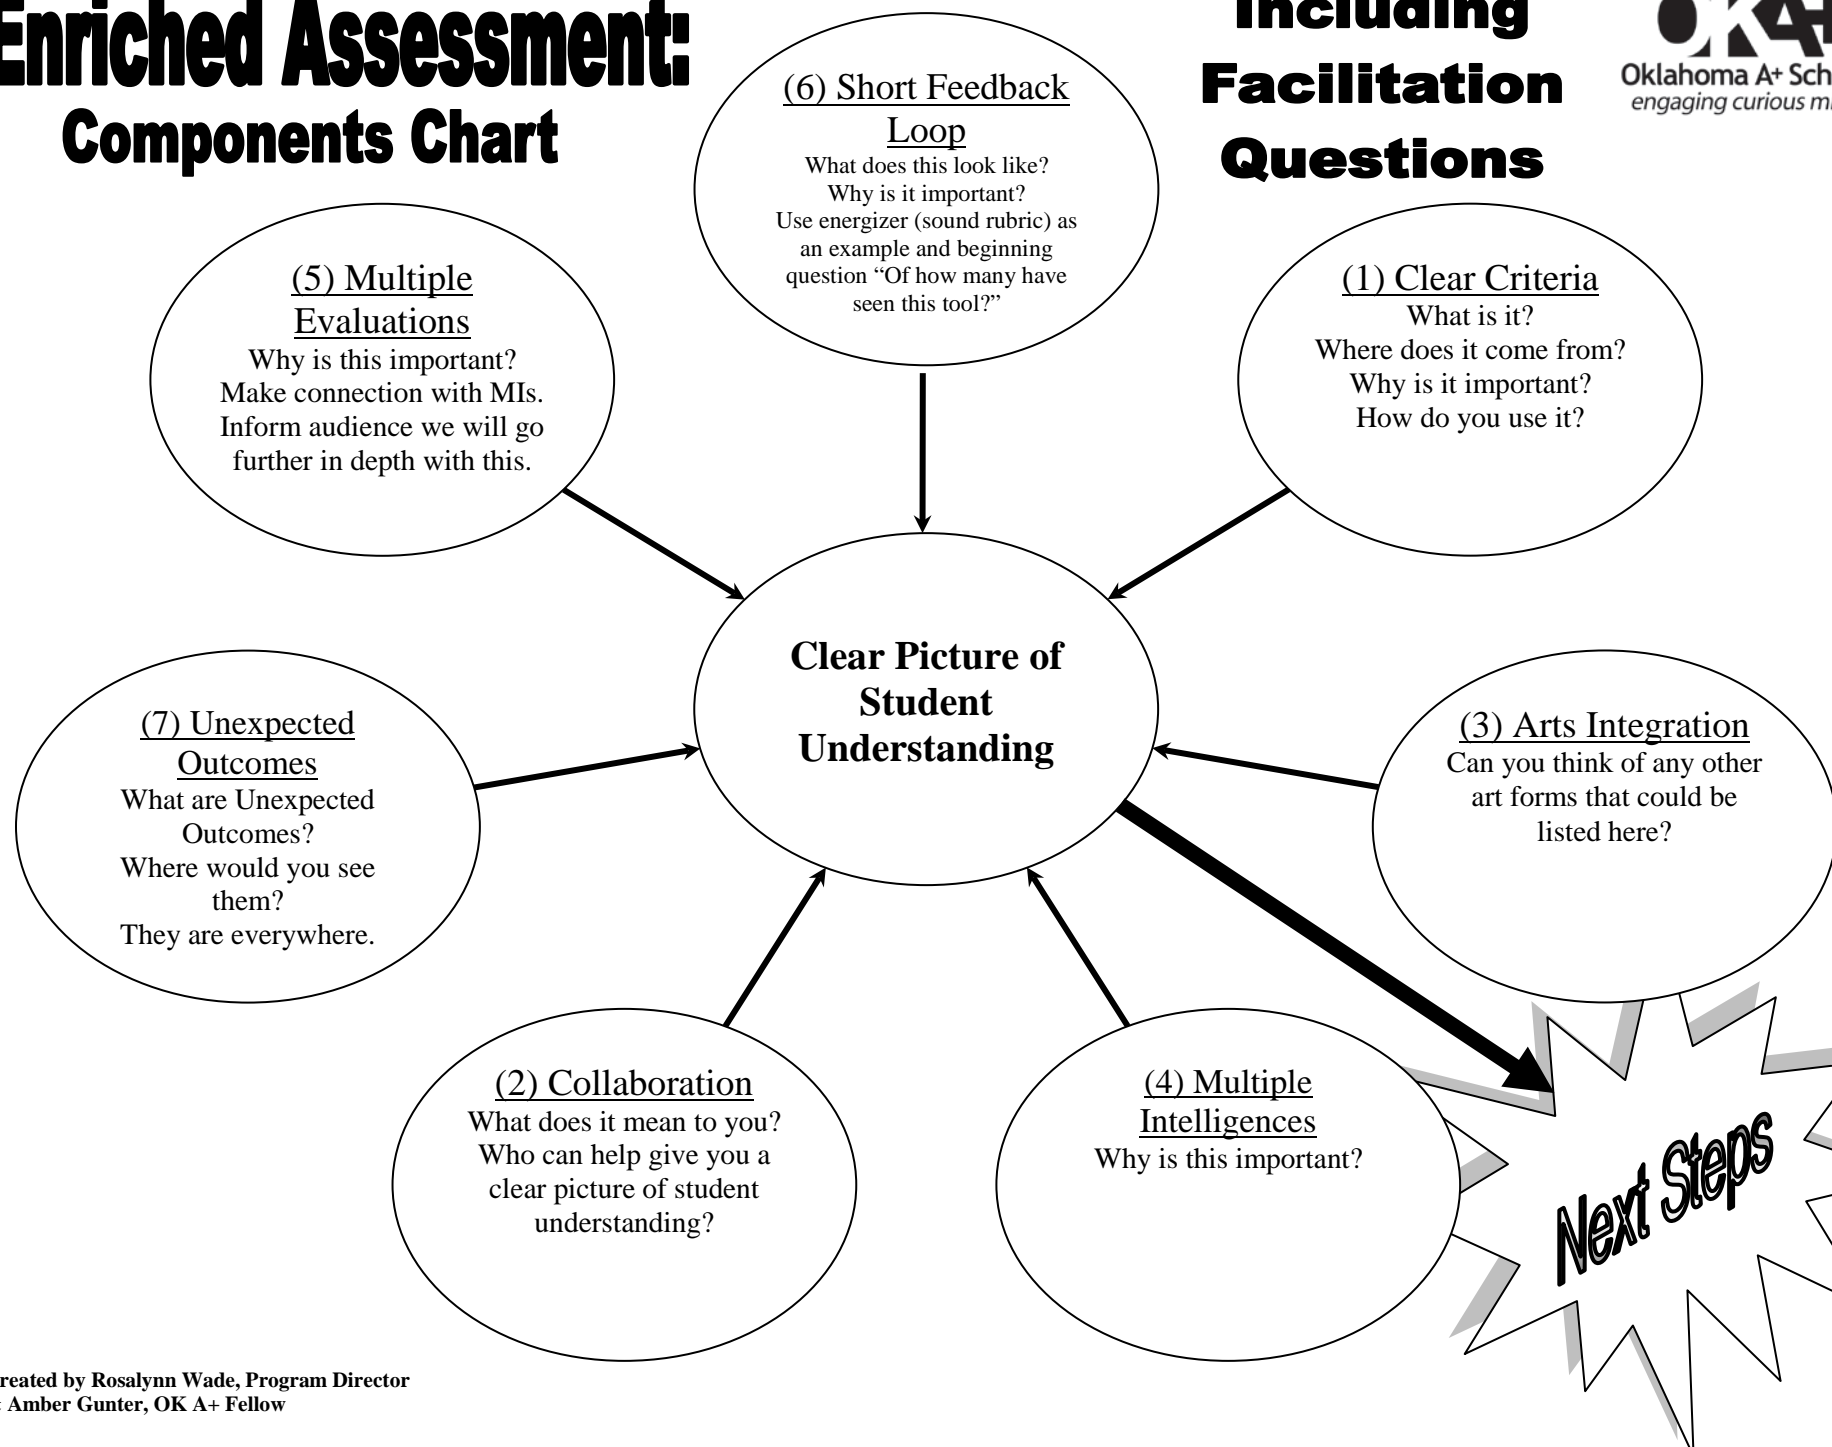 Enriched Assessment:
Components Chart
Including
Facilitation
Questions
OKA+
Oklahoma A+ Sch
engaging curious m
(6) Short Feedback
Loop
What does this look like?
Why is it important?
Use energizer (sound rubric) as
an example and beginning
question “Of how many have
seen this tool?”
(5) Multiple
Evaluations
Why is this important?
Make connection with MIs.
Inform audience we will go
further in depth with this.
(1) Clear Criteria
What is it?
Where does it come from?
Why is it important?
How do you use it?
Clear Picture of
Student
Understanding
(7) Unexpected
Outcomes
What are Unexpected
Outcomes?
Where would you see
them?
They are everywhere.
(3) Arts Integration
Can you think of any other
art forms that could be
listed here?
(2) Collaboration
What does it mean to you?
Who can help give you a
clear picture of student
understanding?
(4) Multiple
Intelligences
Why is this important?
Next Steps
reated by Rosalynn Wade, Program Director
Amber Gunter, OK A+ Fellow